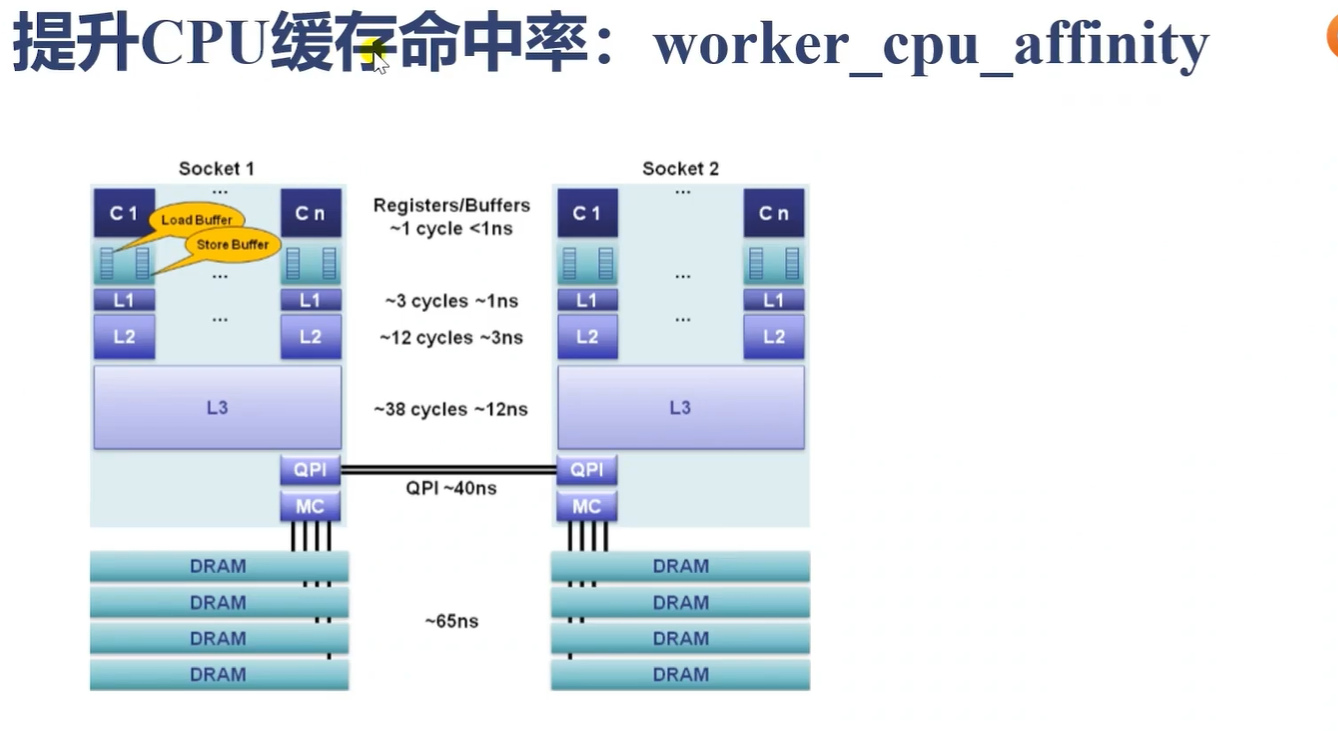 提升CPU缓存命中率：worker_cpu_affinity
Socket 1
Socket 2
C 1
...
C n
Registers/Buffers
~1 cycle <1ns
C 1
...
C n
Load Buffer
Store Buffer
...
...
L1
L1
~3 cycles ~1ns
L1
L1
...
...
L2
L2
~12 cycles ~3ns
L2
L2
L3
~38 cycles ~12ns
L3
QPI
QPI
QPI ~40ns
MC
MC
DRAM
DRAM
DRAM
DRAM
~65ns
DRAM
DRAM
DRAM
DRAM